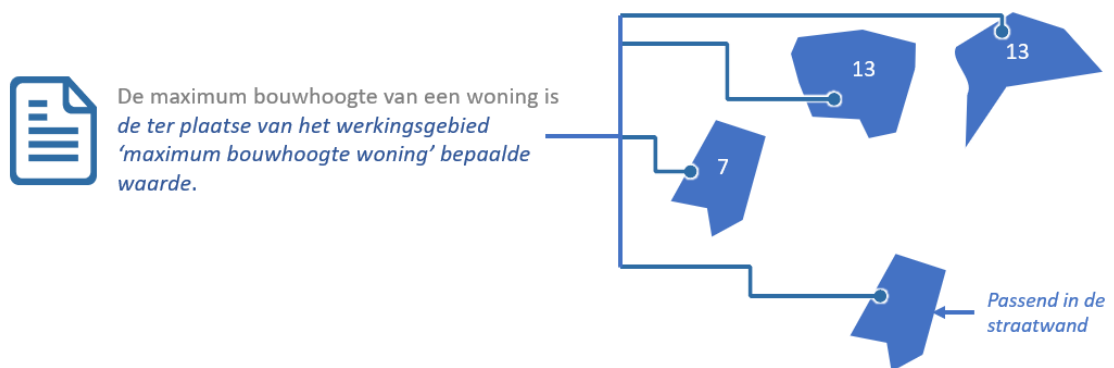 De maximum bouwhoogte van een woning is
de ter plaatse van het werkingsgebied
‘maximum bouwhoogte woning’ bepaalde
waarde.
13
13
7
Passend in de
straatwand